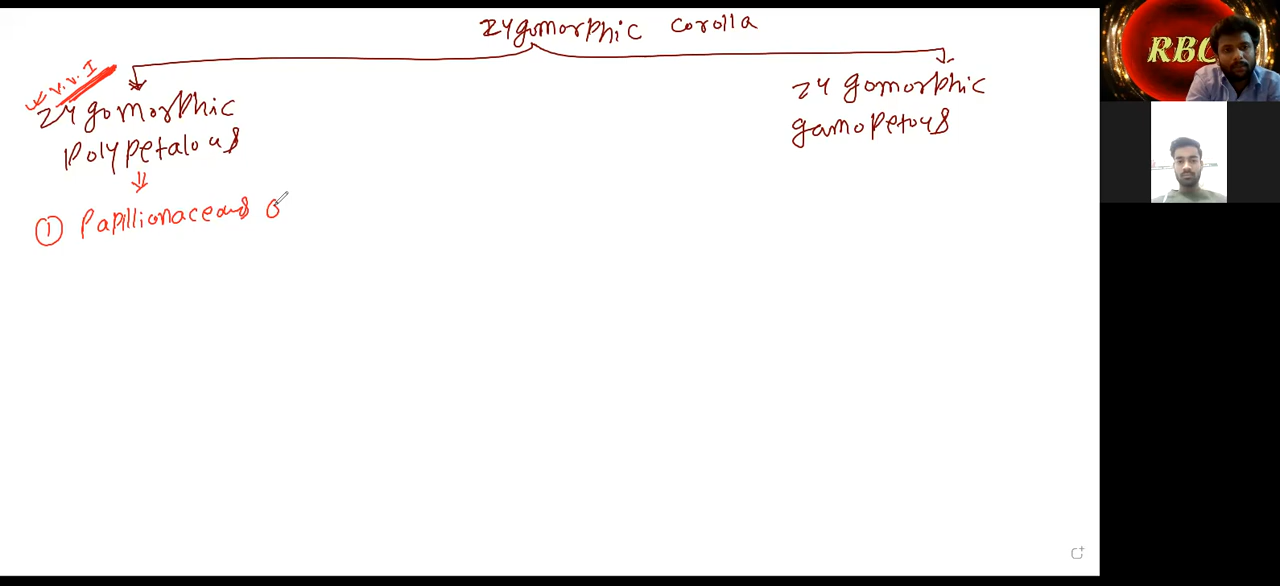 Zygomorphic corolla
V.V.I
Zygomorphic
Polypetalous
Zygomorphic
gamopetous
① Papillionaceous C
RBC